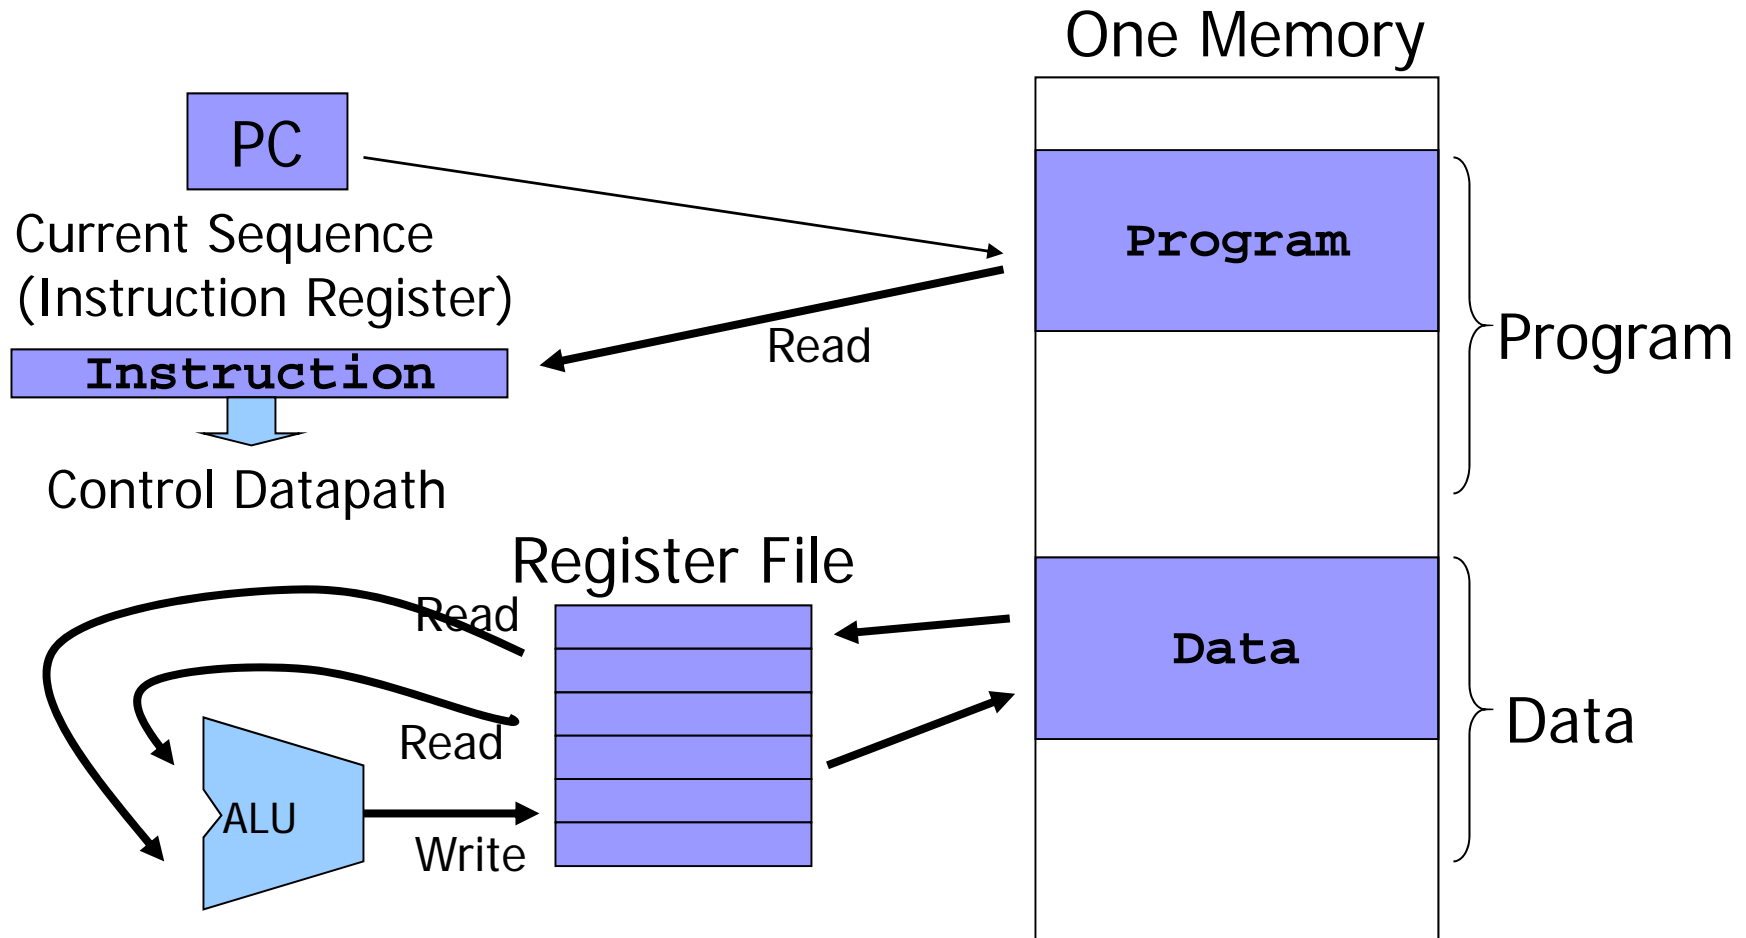 One Memory
PC
Current Sequence
(Instruction Register)
Instruction
Control Datapath
Read
Program
Program
Register File
Read
Read
ALU
Write
Data
Data